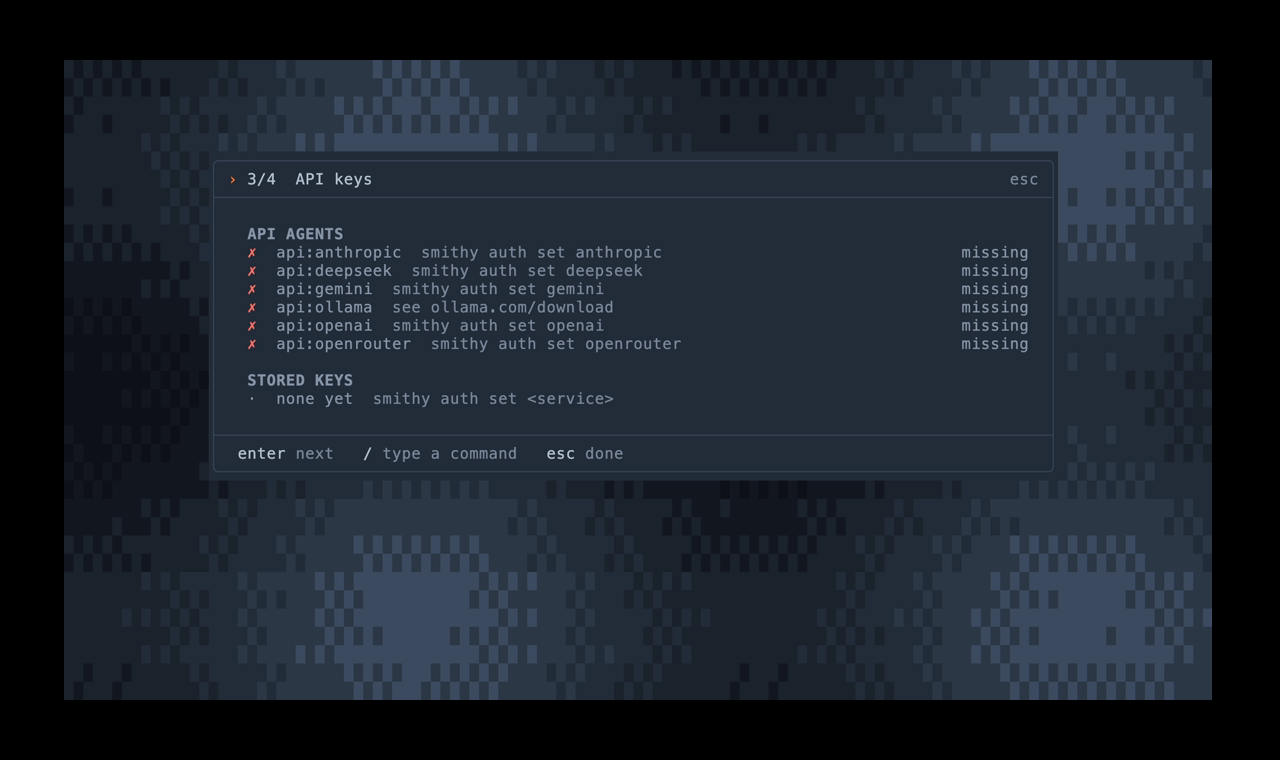 › 3/4  API keys  esc
API AGENTS
✗  api:anthropic  smithy auth set anthropic  missing
✗  api:deepseek  smithy auth set deepseek  missing
✗  api:gemini  smithy auth set gemini  missing
✗  api:ollama  see ollama.com/download  missing
✗  api:openai  smithy auth set openai  missing
✗  api:openrouter  smithy auth set openrouter  missing
STORED KEYS
·  none yet  smithy auth set <service>
enter next  / type a command  esc done